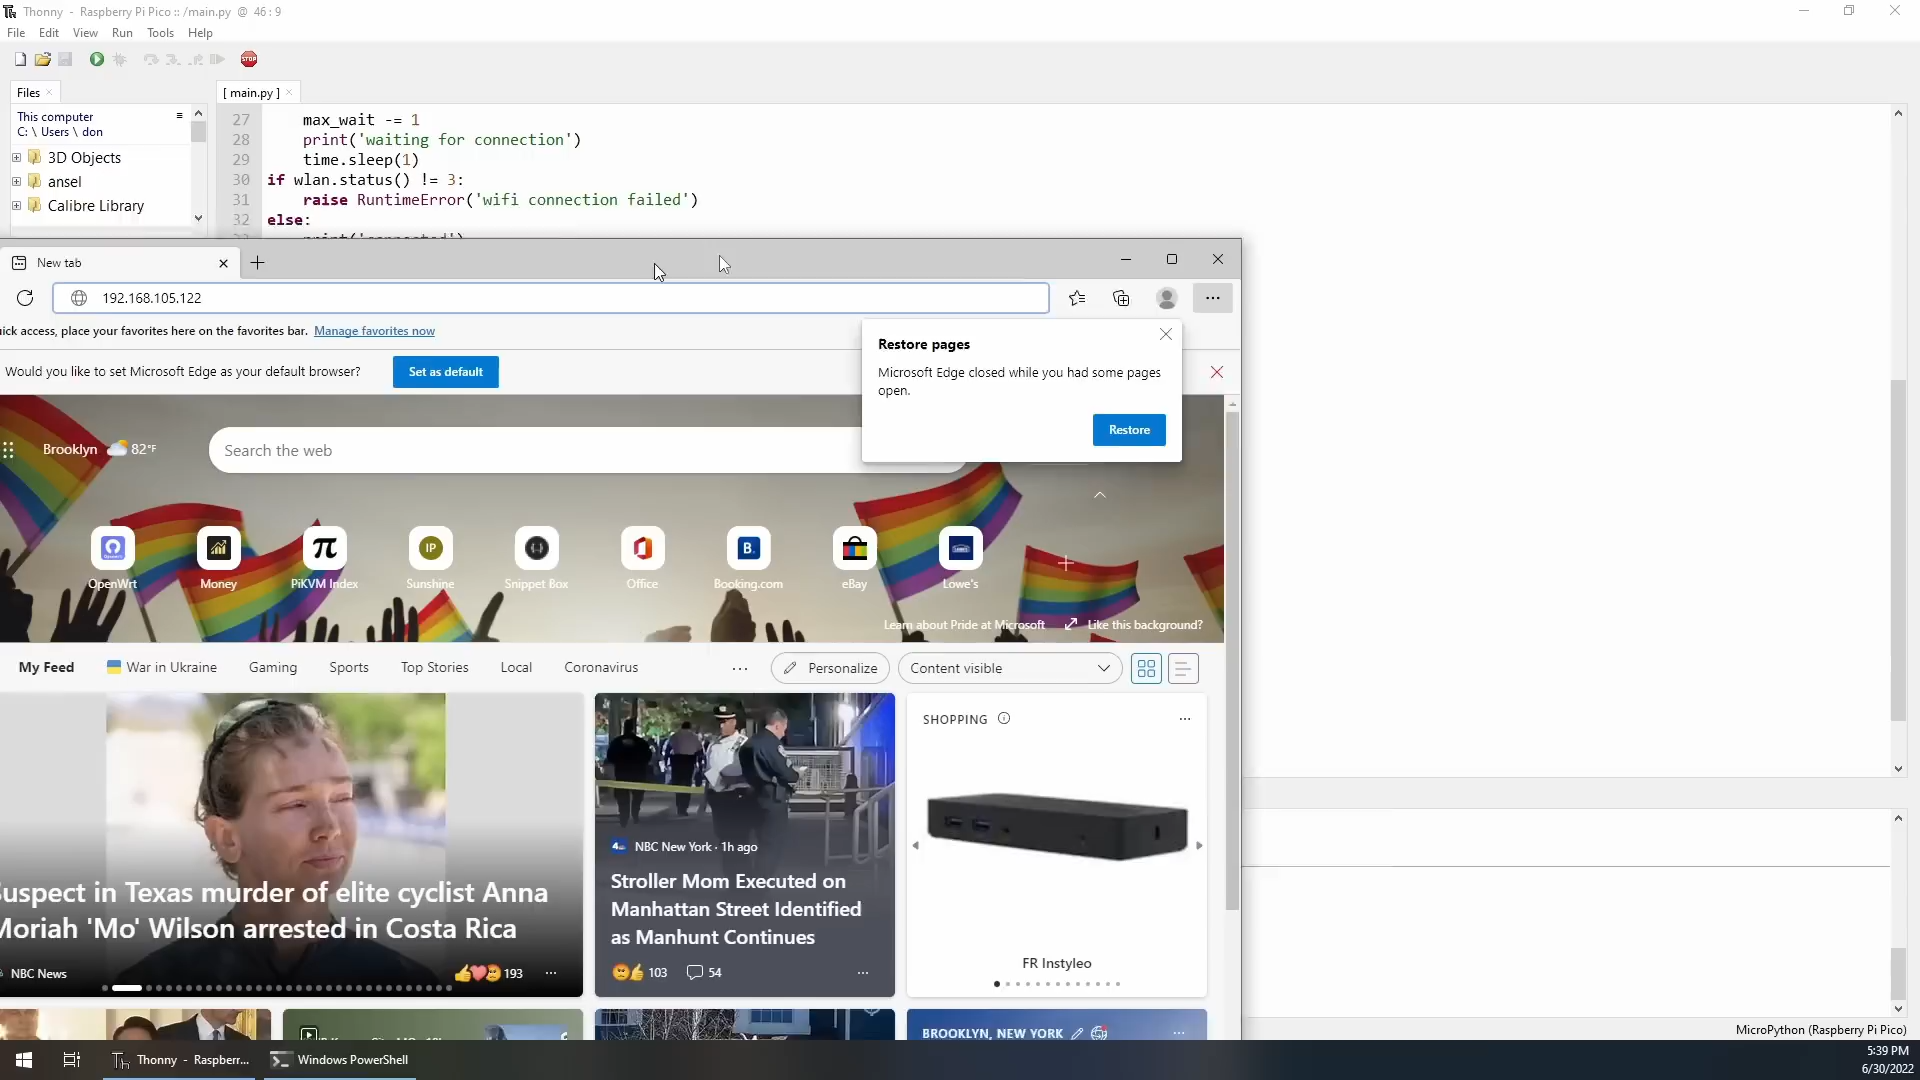 Thonny - Raspberry Pi Pico :: /main.py @ 46 : 9
File Edit View Run Tools Help
STOP
Files
[ main.py ]
This computer
C: \ Users \ don
3D Objects
ansel
Calibre Library
27 max_wait -= 1
28 print('waiting for connection')
29 time.sleep(1)
30 if wlan.status() != 3:
31 raise RuntimeError('wifi connection failed')
32 else:
New tab
192.168.105.122
ick access, place your favorites here on the favorites bar. Manage favorites now
Would you like to set Microsoft Edge as your default browser? Set as default
Restore pages
Microsoft Edge closed while you had some pages
open.
Restore
Brooklyn 82°F
Search the web
IP
B.
OpenWrt Money PiKVM Index Sunshine Snippet Box Office Booking.com eBay Lowe's
Learn about Pride at Microsoft Like this background?
My Feed War in Ukraine Gaming Sports Top Stories Local Coronavirus ... Personalize Content visible
uspect in Texas murder of elite cyclist Anna
Moriah 'Mo' Wilson arrested in Costa Rica
NBC News 193
NBC New York · 1h ago
Stroller Mom Executed on
Manhattan Street Identified
as Manhunt Continues
103 54
SHOPPING
FR Instyleo
BROOKLYN, NEW YORK
MicroPython (Raspberry Pi Pico)
Thonny - Raspberr... Windows PowerShell
5:39 PM
6/30/2022